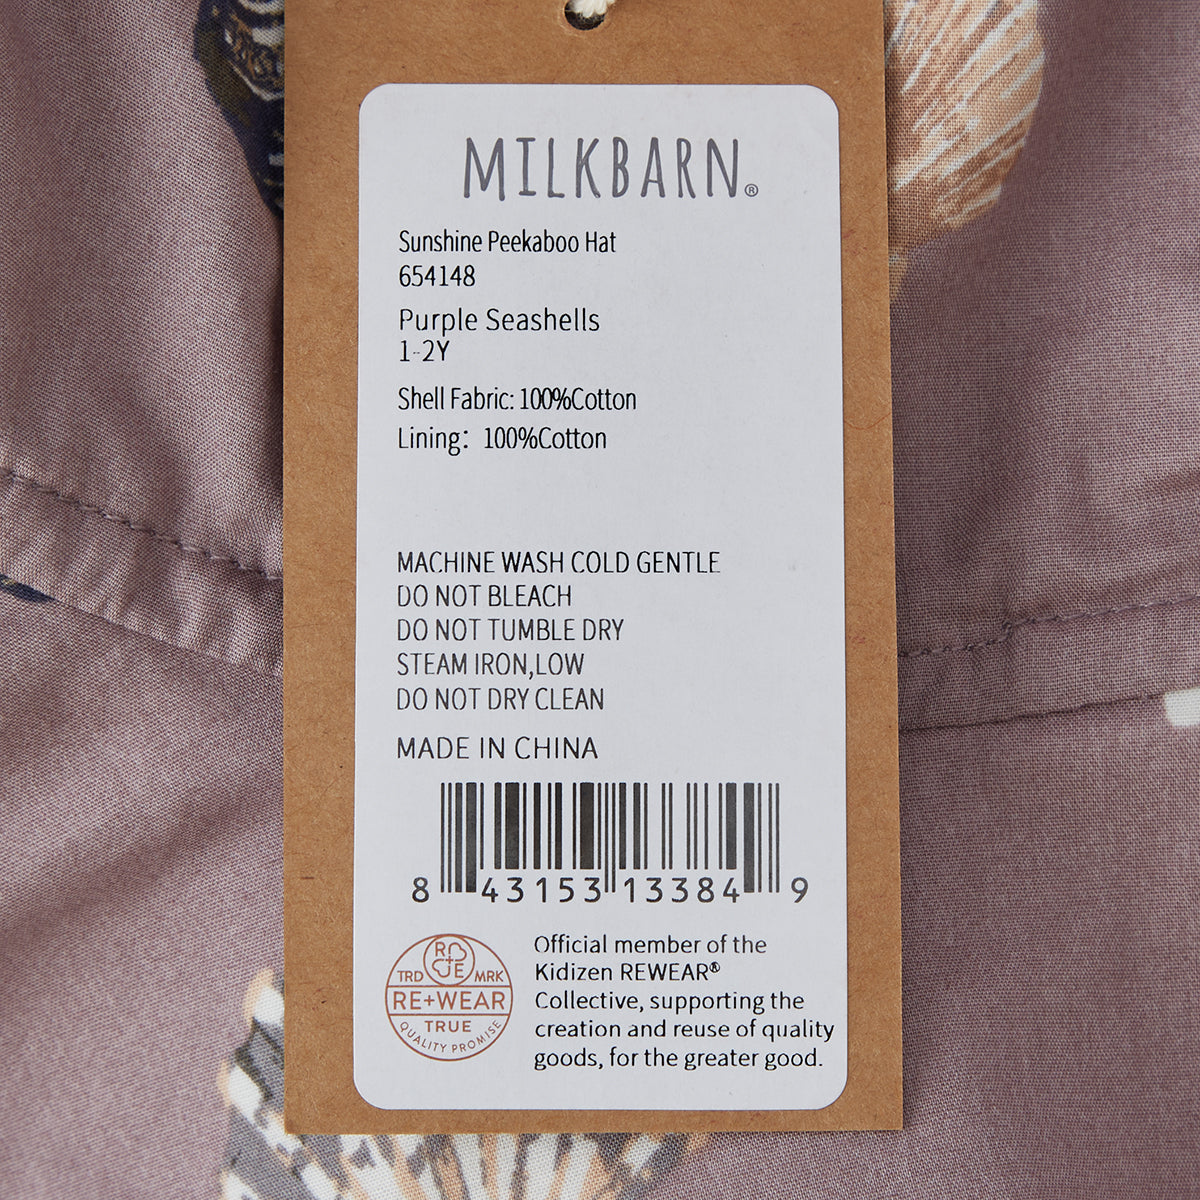 MILKBARN®
Sunshine Peekaboo Hat
654148
Purple Seashells
1-2Y
Shell Fabric: 100%Cotton
Lining: 100%Cotton
MACHINE WASH COLD GENTLE
DO NOT BLEACH
DO NOT TUMBLE DRY
STEAM IRON,LOW
DO NOT DRY CLEAN
MADE IN CHINA
8 43153 13384 9
R
E
TRD MRK
RE+WEAR
TRUE
QUALITY PROMISE
Official member of the
Kidizen REWEAR®
Collective, supporting the
creation and reuse of quality
goods, for the greater good.